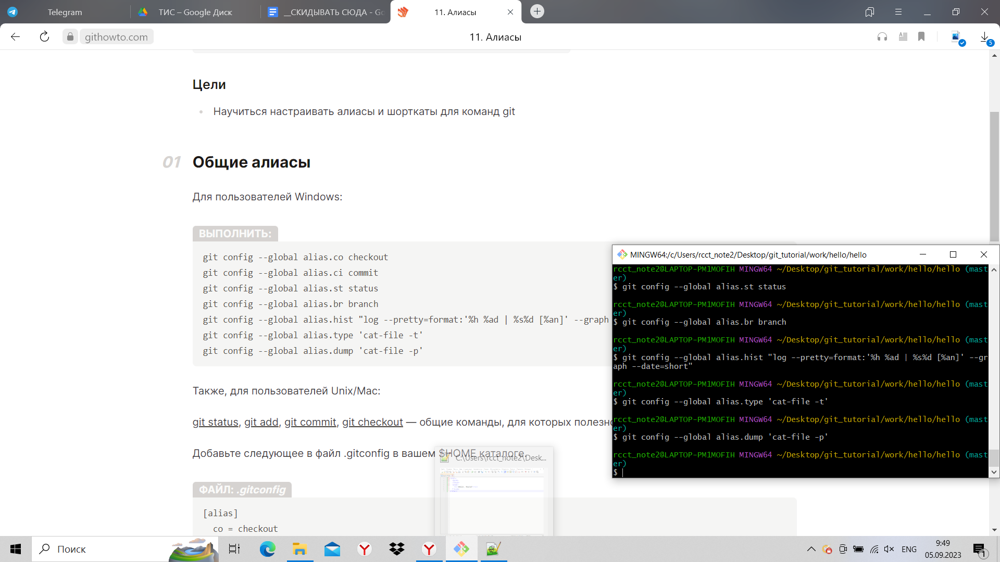 Telegram
ТИС – Google Диск
__СКИДЫВАТЬ СЮДА - Go
11. Алиасы
githowto.com
11. Алиасы
5
Цели
Научиться настраивать алиасы и шорткаты для команд git
01 Общие алиасы
Для пользователей Windows:
ВЫПОЛНИТЬ:
git config --global alias.co checkout
git config --global alias.ci commit
git config --global alias.st status
git config --global alias.br branch
git config --global alias.hist "log --pretty=format:'%h %ad | %s%d [%an]' --graph
git config --global alias.type 'cat-file -t'
git config --global alias.dump 'cat-file -p'
Также, для пользователей Unix/Mac:
git status, git add, git commit, git checkout — общие команды, для которых полезно
Добавьте следующее в файл .gitconfig в вашем $HOME каталоге.
ФАЙЛ: .gitconfig
[alias]
co = checkout
C:\Users\rcct_note2\Desk...
MINGW64:/c/Users/rcct_note2/Desktop/git_tutorial/work/hello/hello
rcct_note2@LAPTOP-PM1MOFIH MINGW64 ~/Desktop/git_tutorial/work/hello/hello (mast
er)
$ git config --global alias.st status
rcct_note2@LAPTOP-PM1MOFIH MINGW64 ~/Desktop/git_tutorial/work/hello/hello (mast
er)
$ git config --global alias.br branch
rcct_note2@LAPTOP-PM1MOFIH MINGW64 ~/Desktop/git_tutorial/work/hello/hello (mast
er)
$ git config --global alias.hist "log --pretty=format:'%h %ad | %s%d [%an]' --gr
aph --date=short"
rcct_note2@LAPTOP-PM1MOFIH MINGW64 ~/Desktop/git_tutorial/work/hello/hello (mast
er)
$ git config --global alias.type 'cat-file -t'
rcct_note2@LAPTOP-PM1MOFIH MINGW64 ~/Desktop/git_tutorial/work/hello/hello (mast
er)
$ git config --global alias.dump 'cat-file -p'
rcct_note2@LAPTOP-PM1MOFIH MINGW64 ~/Desktop/git_tutorial/work/hello/hello (mast
er)
$
Поиск
ENG
9:49
05.09.2023
1